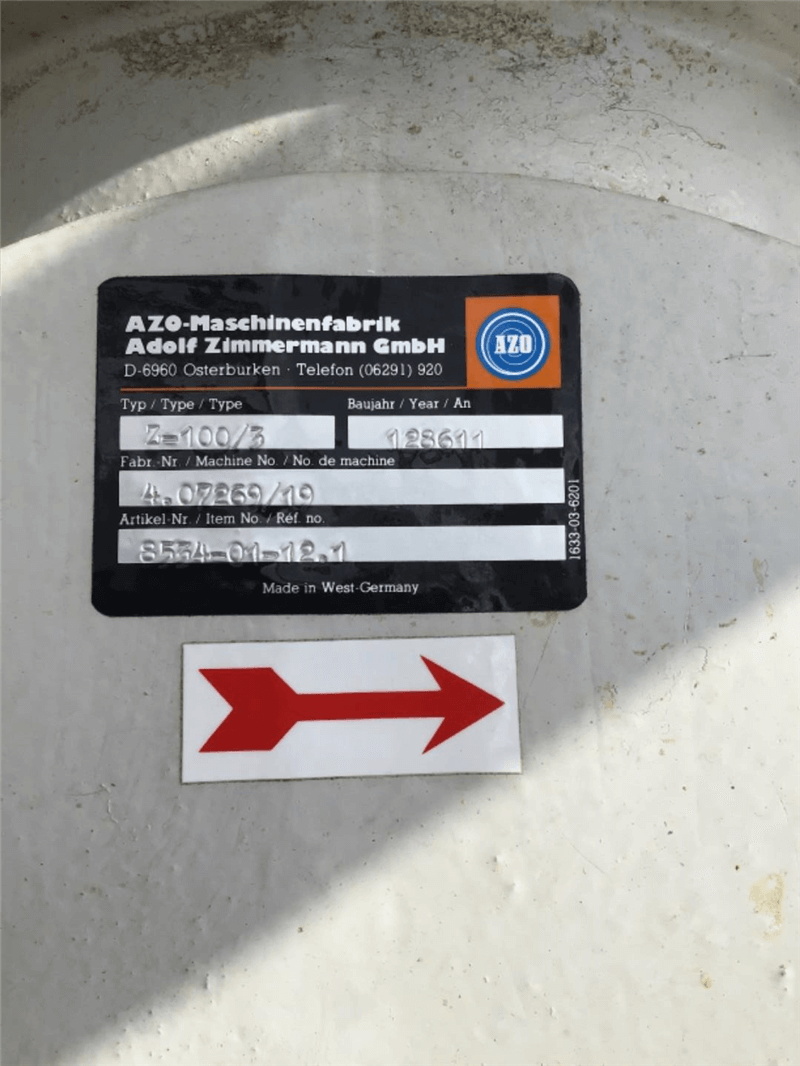 AZO-Maschinenfabrik
Adolf Zimmermann GmbH
AZO
D-6960 Osterburken · Telefon (06291) 920
Typ / Type / Type
Baujahr / Year / An
Z-100/3
128611
Fabr.-Nr. / Machine No. / No. de machine
4.07269/19
Artikel-Nr. / Item No. / Réf. no.
8534-01-12.1
1633-03-6201
Made in West-Germany